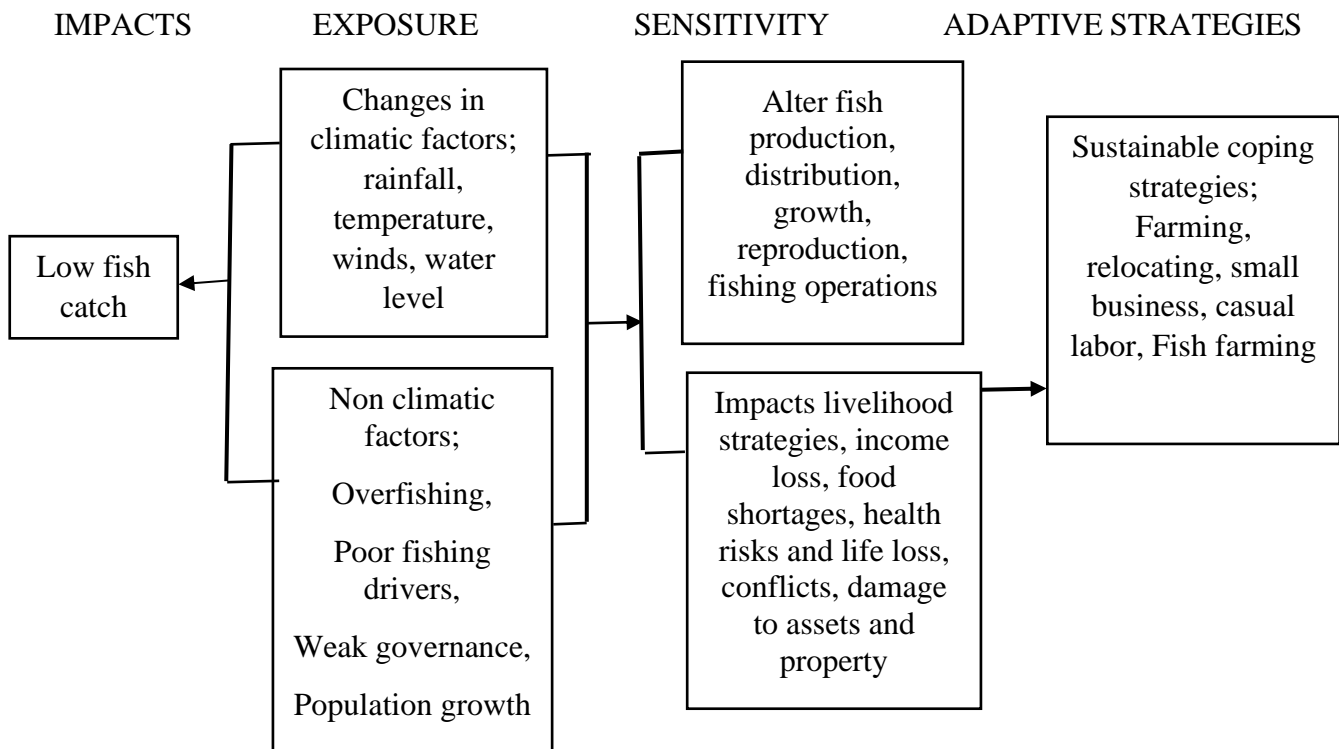 IMPACTS EXPOSURE SENSITIVITY ADAPTIVE STRATEGIES
Low fish
catch
Changes in
climatic factors;
rainfall,
temperature,
winds, water
level
Non climatic
factors;
Overfishing,
Poor fishing
drivers,
Weak governance,
Population growth
Alter fish
production,
distribution,
growth,
reproduction,
fishing operations
Impacts livelihood
strategies, income
loss, food
shortages, health
risks and life loss,
conflicts, damage
to assets and
property
Sustainable coping
strategies;
Farming,
relocating, small
business, casual
labor, Fish farming